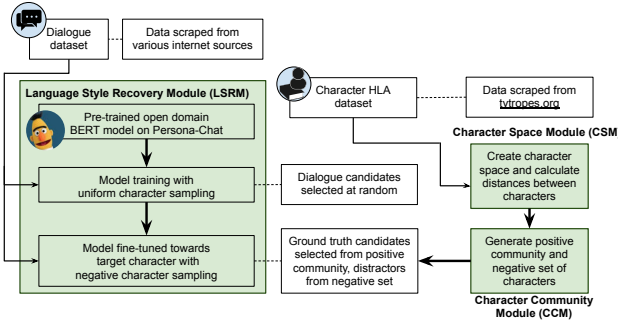 Dialogue
dataset
Data scraped from
various internet sources
Language Style Recovery Module (LSRM)
Pre-trained open domain
BERT model on Persona-Chat
Model training with
uniform character sampling
Model fine-tuned towards
target character with
negative character sampling
Character HLA
dataset
Data scraped from
tvtropes.org
Dialogue candidates
selected at random
Ground truth candidates
selected from positive
community, distractors
from negative set
Character Space Module (CSM
Create character
space and calculate
distances between
characters
Generate positive
community and
negative set of
characters
Character Community
Module (CCM)